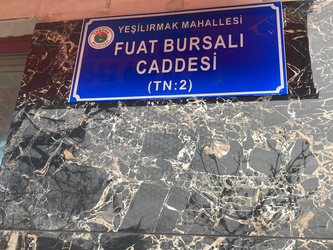 YEŞİLIRMAK MAHALLESİ
FUAT BURSALI
CADDESİ
(TN:2)